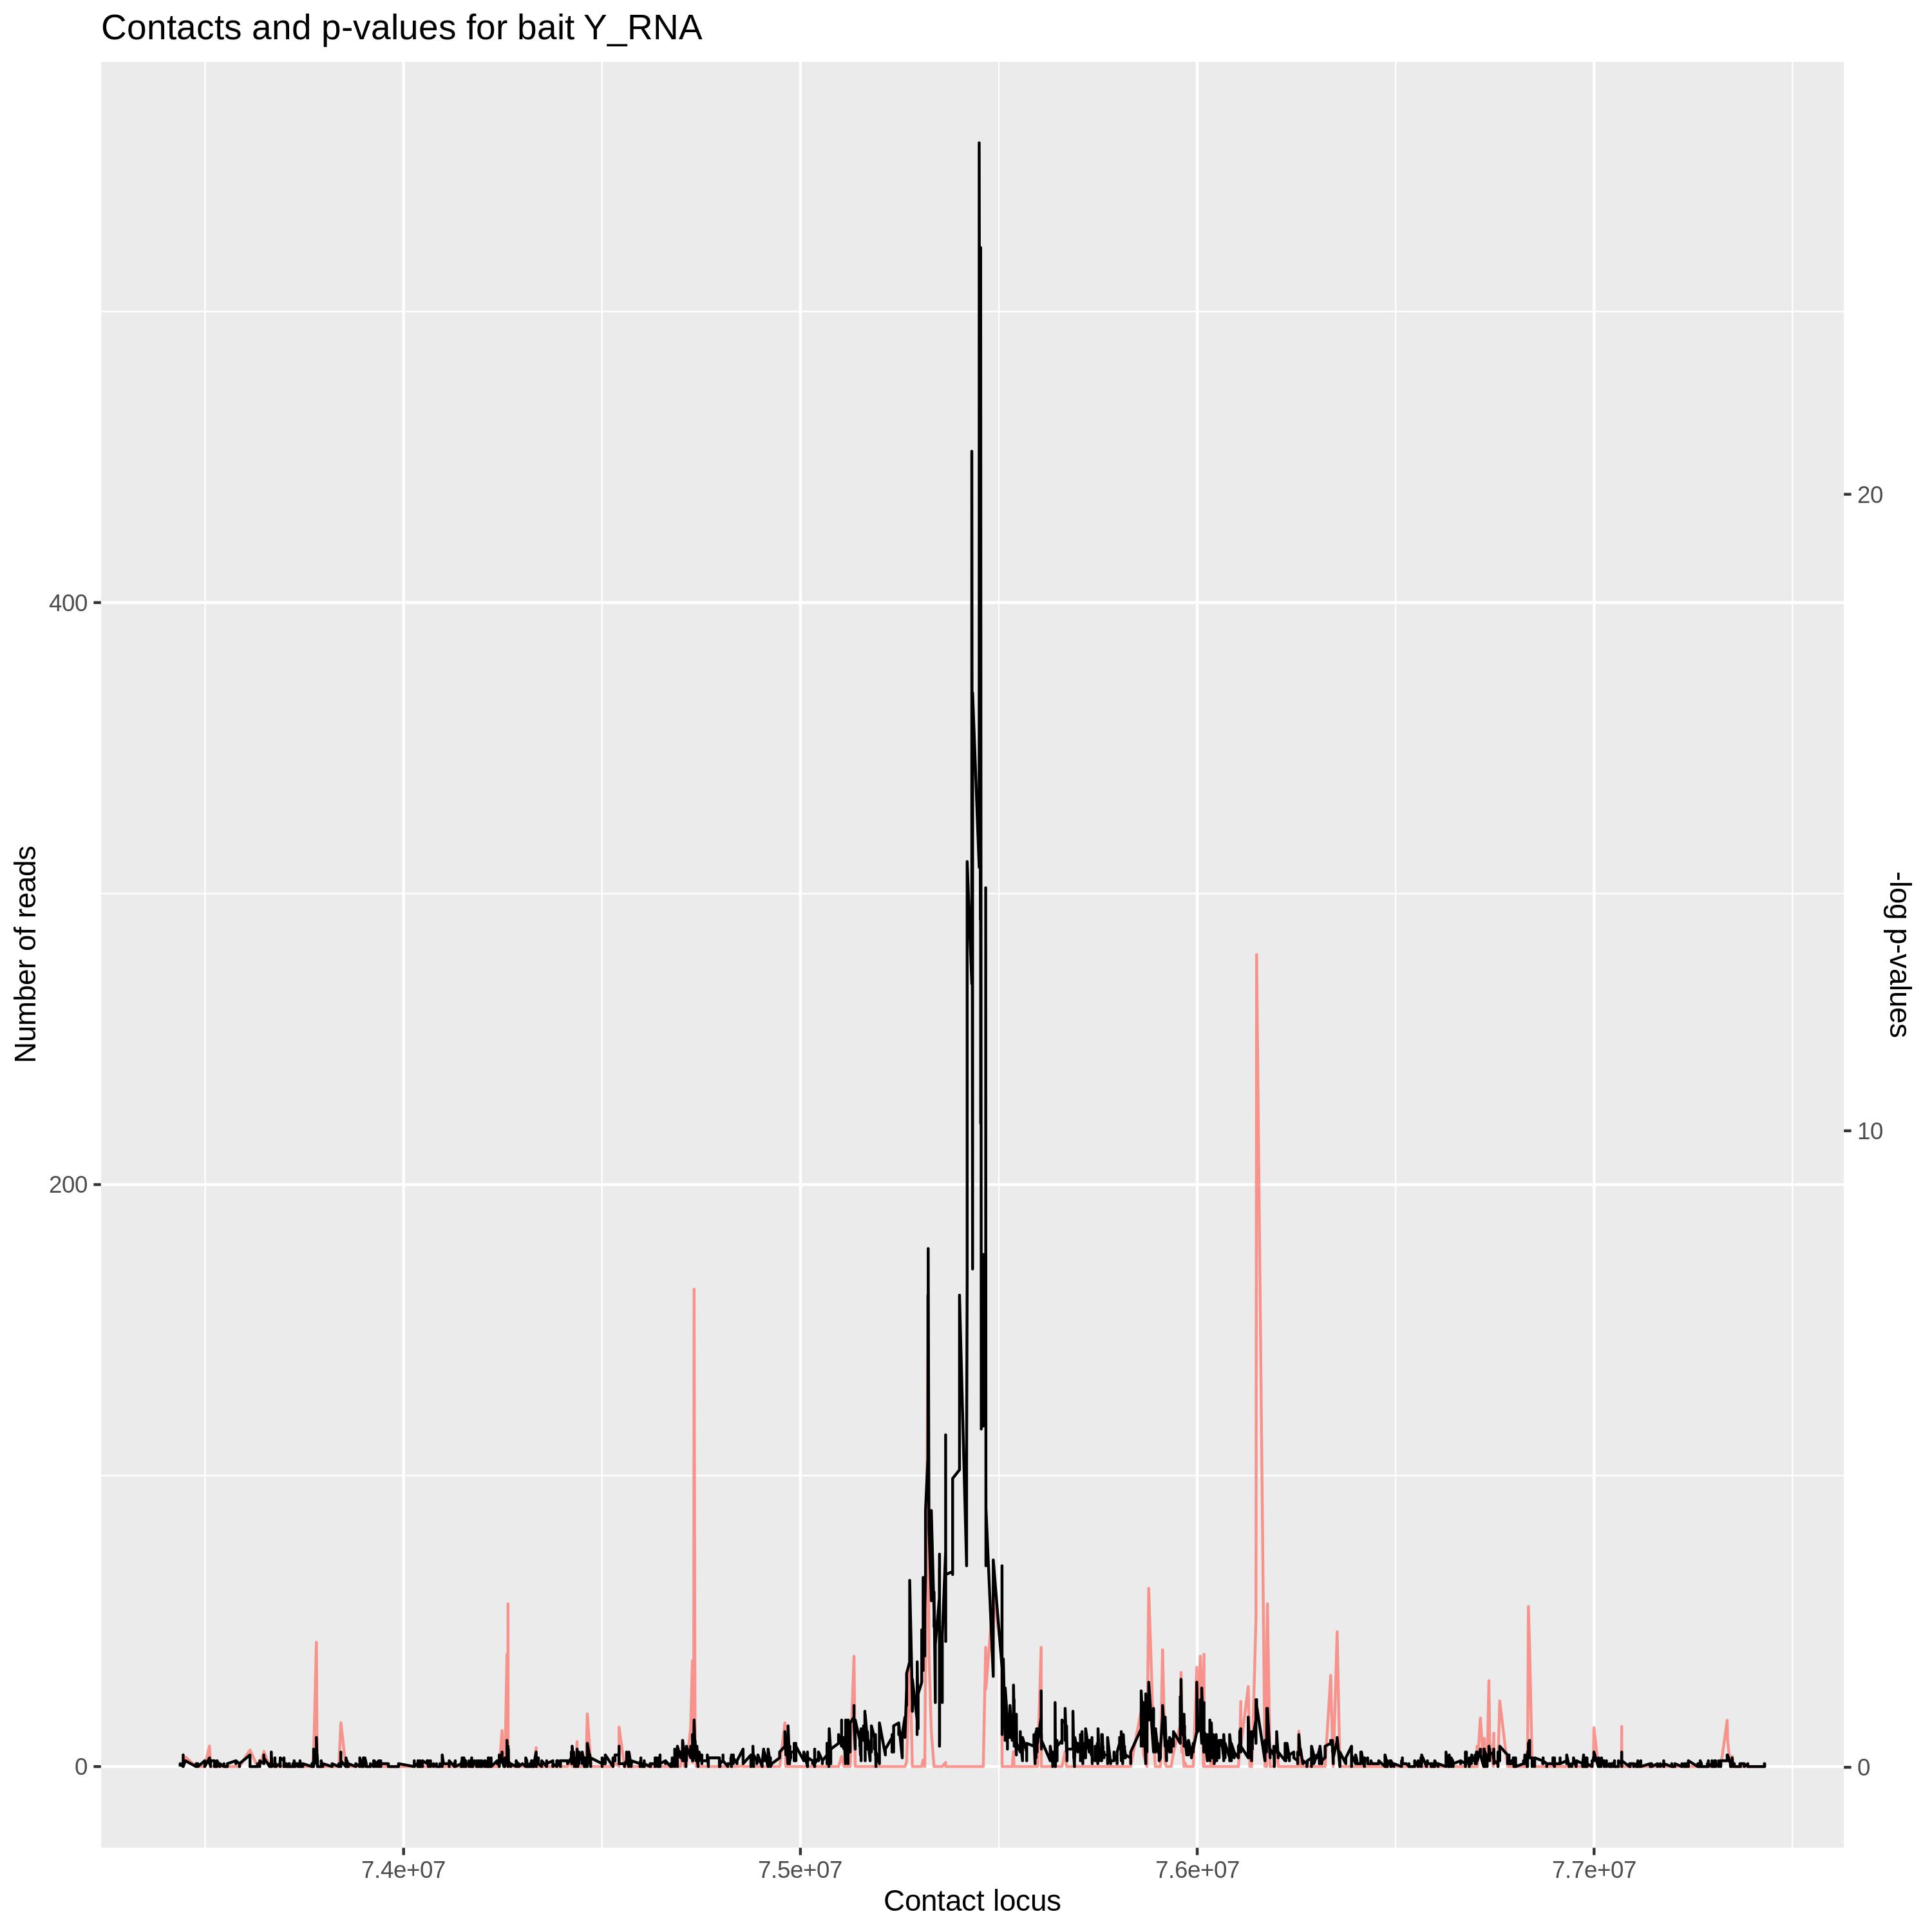 Contacts and p-values for bait Y_RNA
Number of reads
400
200
0
20
10
0
-log p-values
7.4e+07
7.5e+07
7.6e+07
7.7e+07
Contact locus